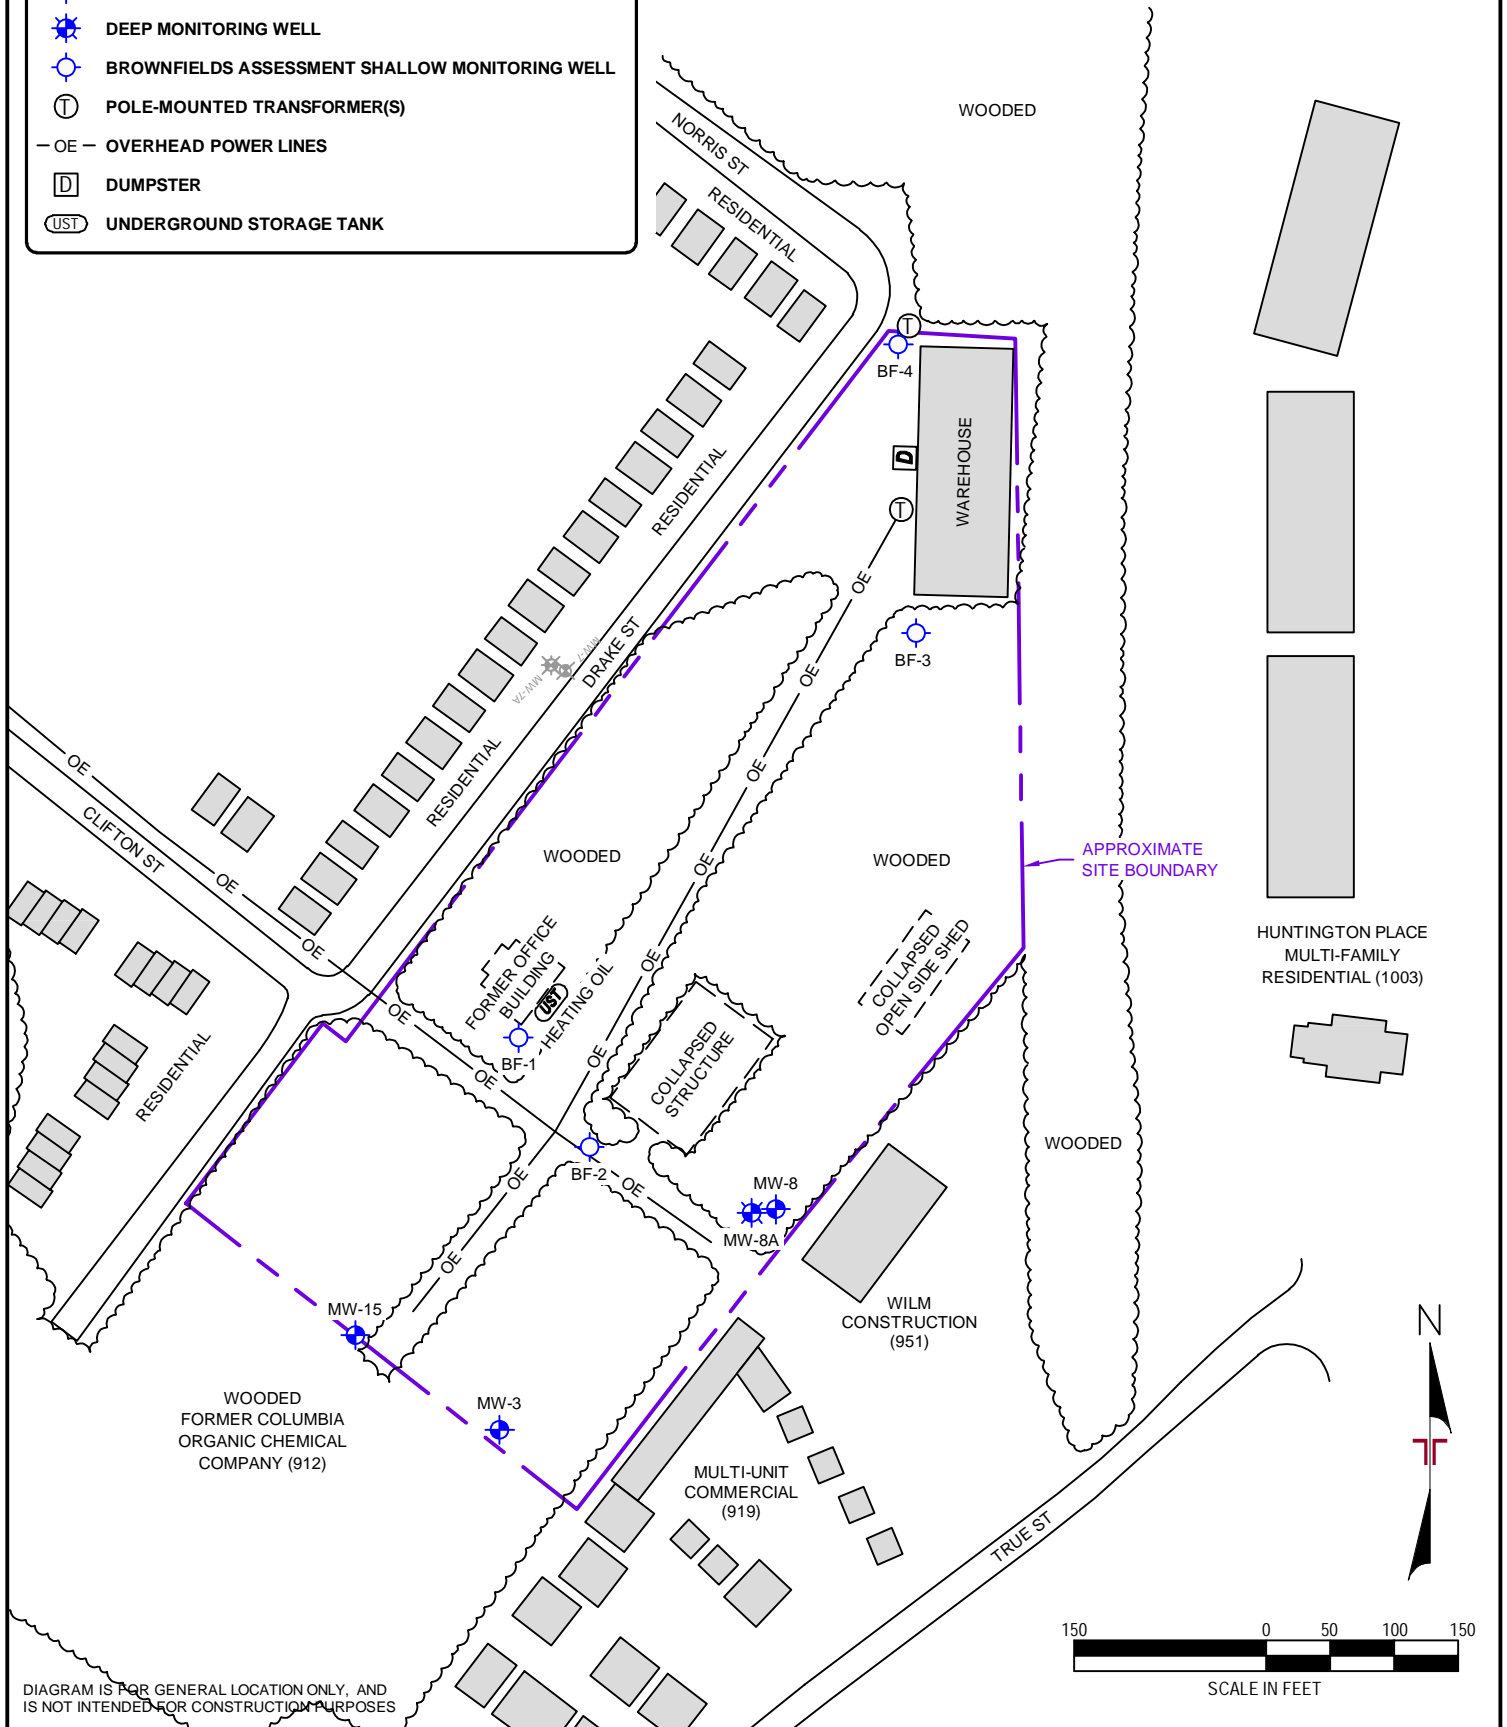 DEEP MONITORING WELL
BROWNFIELDS ASSESSMENT SHALLOW MONITORING WELL
T POLE-MOUNTED TRANSFORMER(S)
OE OVERHEAD POWER LINES
D DUMPSTER
UST UNDERGROUND STORAGE TANK
WOODED
NORRIS ST
RESIDENTIAL
T
BF-4
WAREHOUSE
D
T
RESIDENTIAL
OE
BF-3
DRAKE ST
MW-7
MW-7A
OE
RESIDENTIAL
OE
OE
CLIFTON ST
WOODED
WOODED
APPROXIMATE
SITE BOUNDARY
OE
OE
HUNTINGTON PLACE
MULTI-FAMILY
RESIDENTIAL (1003)
OE
FORMER OFFICE
BUILDING
UST
HEATING OIL
OE
COLLAPSED
OPEN SIDE SHED
OE
BF-1
OE
OE
COLLAPSED
STRUCTURE
RESIDENTIAL
WOODED
BF-2
OE
OE
MW-8
MW-8A
OE
MW-15
WILM
CONSTRUCTION
(951)
N
WOODED
FORMER COLUMBIA
ORGANIC CHEMICAL
COMPANY (912)
MW-3
MULTI-UNIT
COMMERCIAL
(919)
TRUE ST
150 0 50 100 150
SCALE IN FEET
DIAGRAM IS FOR GENERAL LOCATION ONLY, AND
IS NOT INTENDED FOR CONSTRUCTION PURPOSES